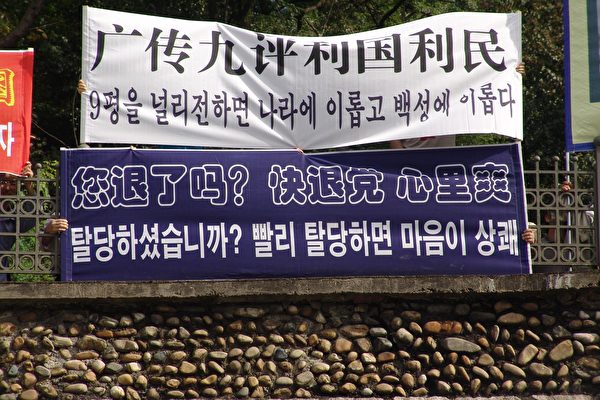 广传九评利国利民
9평을 널리전하면 나라에 이롭고 백성에 이롭다
您退了吗? 快退党 心里爽
탈당하셨습니까? 빨리 탈당하면 마음이 상쾌
자